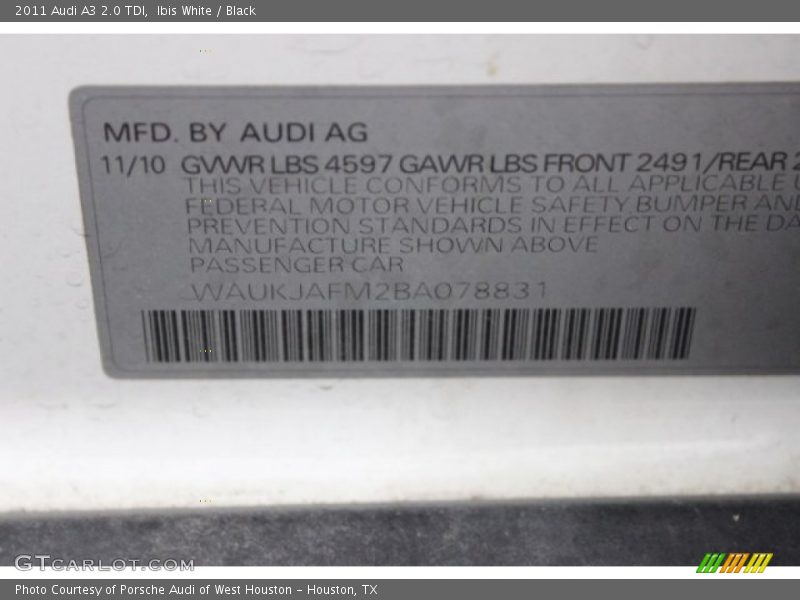 2011 Audi A3 2.0 TDI, Ibis White / Black
MFD. BY AUDI AG
11/10 GVWR LBS 4597 GAWR LBS FRONT 2491/REAR 2
THIS VEHICLE CONFORMS TO ALL APPLICABLE U
FEDERAL MOTOR VEHICLE SAFETY BUMPER AND
PREVENTION STANDARDS IN EFFECT ON THE DA
MANUFACTURE SHOWN ABOVE
PASSENGER CAR
WAUKJAFM2BA078831
GTCARLOT.COM
Photo Courtesy of Porsche Audi of West Houston - Houston, TX